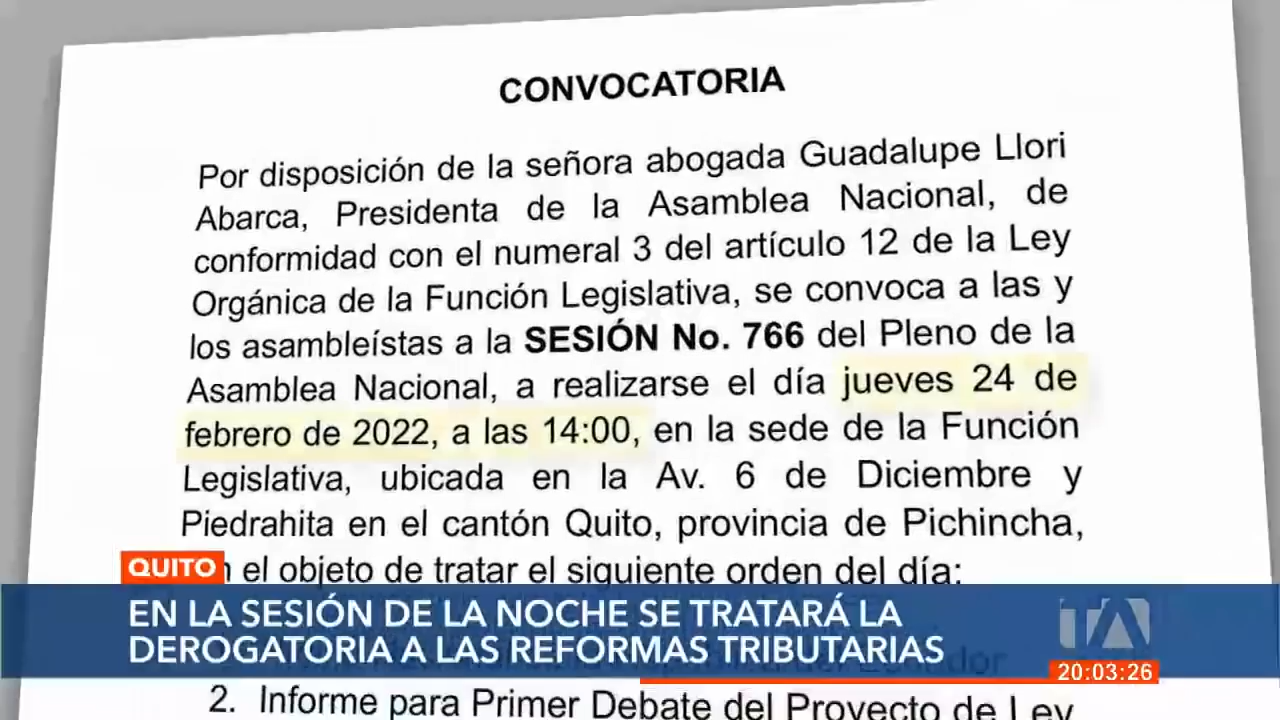 CONVOCATORIA
Por disposición de la señora abogada Guadalupe Llori
Abarca, Presidenta de la Asamblea Nacional, de
conformidad con el numeral 3 del artículo 12 de la Ley
Orgánica de la Función Legislativa, se convoca a las y
los asambleístas a la SESIÓN No. 766 del Pleno de la
Asamblea Nacional, a realizarse el día jueves 24 de
febrero de 2022, a las 14:00, en la sede de la Función
Legislativa, ubicada en la Av. 6 de Diciembre y
Piedrahita en el cantón Quito, provincia de Pichincha,
el objeto de tratar el siguiente orden del día:
QUITO
EN LA SESIÓN DE LA NOCHE SE TRATARÁ LA
DEROGATORIA A LAS REFORMAS TRIBUTARIAS
TA
20:03:26
2. Informe para Primer Debate del Proyecto de Ley